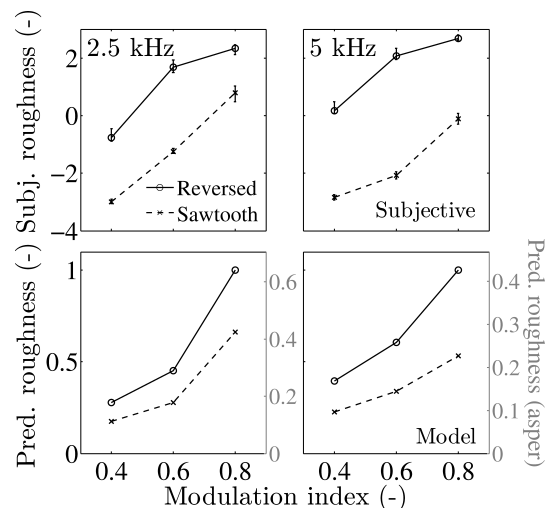 2.5 kHz
5 kHz
Subj. roughness (-)
2
0
−2
−4
Reversed
Sawtooth
Subjective
Pred. roughness (-)
1
0.5
0
0.6
0.4
0.2
0
0.4
0.3
0.2
0.1
0
Pred. roughness (asper)
Model
0.4 0.6 0.8 0.4 0.6 0.8
Modulation index (-)